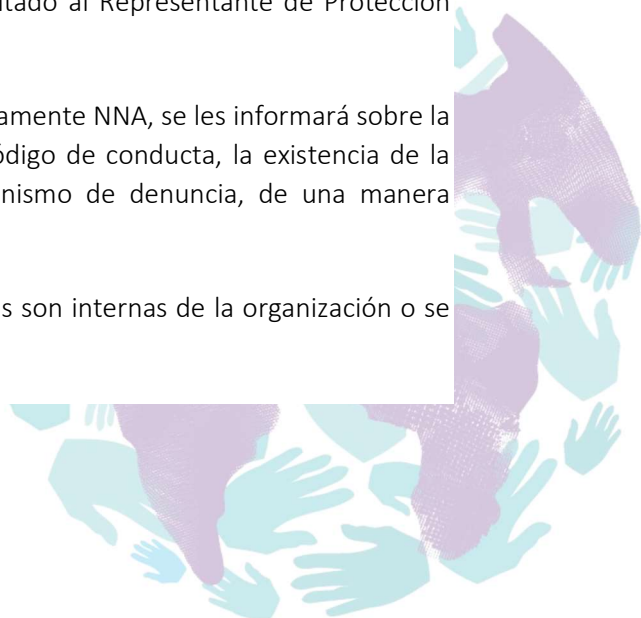 tado al Representante de Protección
amente NNA, se les informará sobre la
ódigo de conducta, la existencia de la
nismo de denuncia, de una manera
s son internas de la organización o se